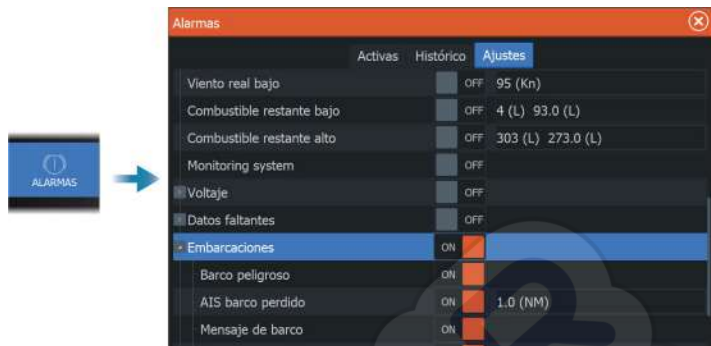 Alarmas
Activas Histórico Ajustes
Viento real bajo OFF 95 (Kn)
Combustible restante bajo OFF 4 (L) 93.0 (L)
Combustible restante alto OFF 303 (L) 273.0 (L)
Monitoring system OFF
Voltaje OFF
Datos faltantes OFF
Embarcaciones ON
Barco peligroso ON
AIS barco perdido ON 1.0 (NM)
Mensaje de barco ON
ALARMAS